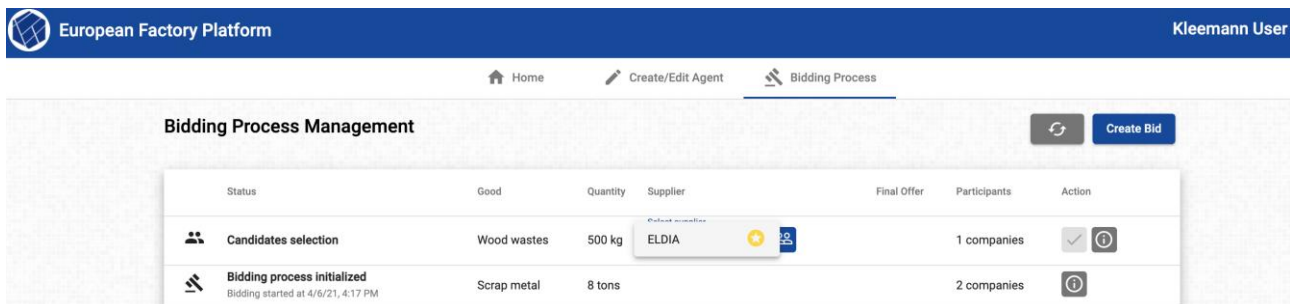 European Factory Platform
Kleemann User
Home Create/Edit Agent Bidding Process
Bidding Process Management
Create Bid
Status Good Quantity Supplier Final Offer Participants Action
Select supplier
Candidates selection Wood wastes 500 kg ELDIA 1 companies
Bidding process initialized
Bidding started at 4/6/21, 4:17 PM
Scrap metal 8 tons 2 companies